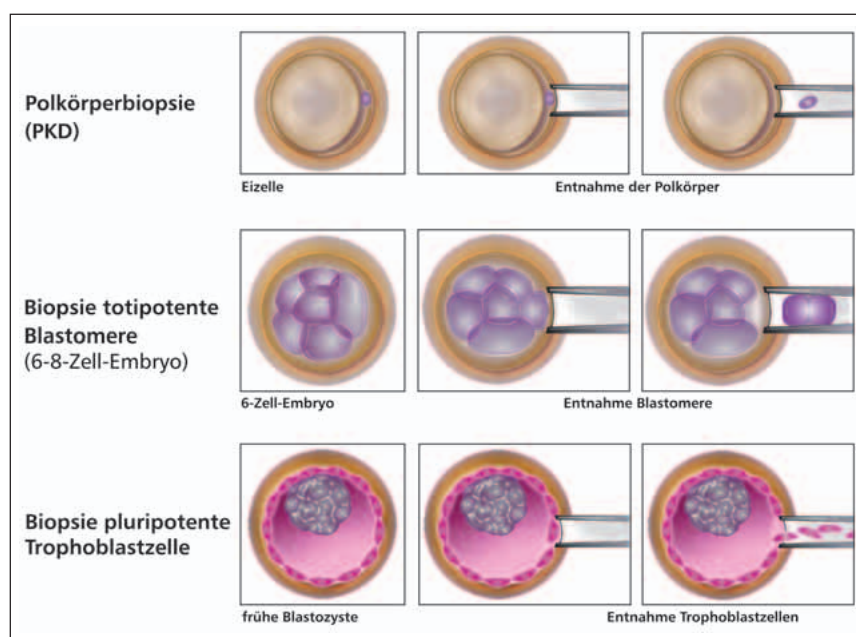 Polkörperbiopsie
(PKD)
Eizelle
Entnahme der Polkörper
Biopsie totipotente
Blastomere
(6-8-Zell-Embryo)
6-Zell-Embryo
Entnahme Blastomere
Biopsie pluripotente
Trophoblastzelle
frühe Blastozyste
Entnahme Trophoblastzellen